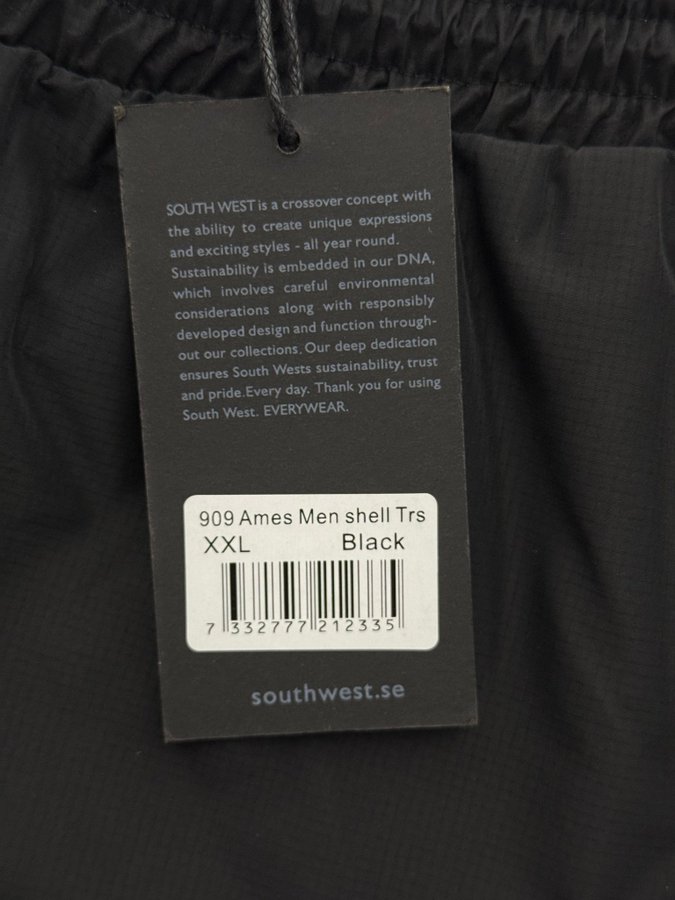 SOUTH WEST is a crossover concept with
the ability to create unique expressions
and exciting styles - all year round.
Sustainability is embedded in our DNA,
which involves careful environmental
considerations along with responsibly
developed design and function through-
out our collections. Our deep dedication
ensures South Wests sustainability, trust
and pride.Every day. Thank you for using
South West. EVERYWEAR.
909 Ames Men shell Trs
XXL Black
7 332777 212335
southwest.se